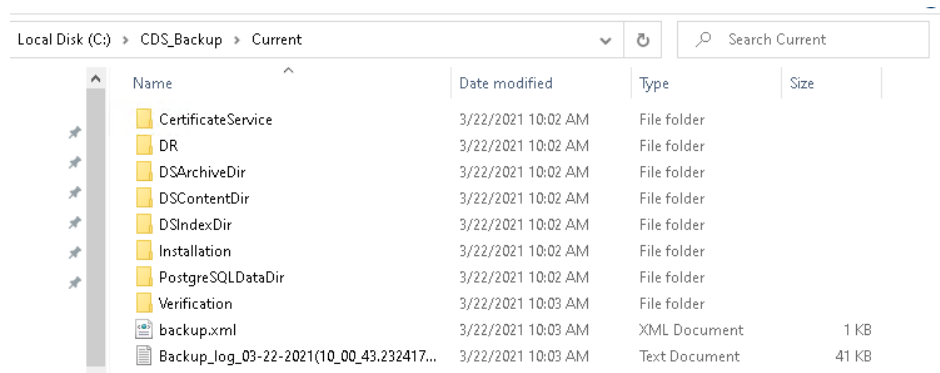 Local Disk (C:) > CDS_Backup > Current Search Current
Name Date modified Type Size
CertificateService 3/22/2021 10:02 AM File folder
DR 3/22/2021 10:02 AM File folder
DSArchiveDir 3/22/2021 10:02 AM File folder
DSContentDir 3/22/2021 10:02 AM File folder
DSIndexDir 3/22/2021 10:02 AM File folder
Installation 3/22/2021 10:02 AM File folder
PostgreSQLDataDir 3/22/2021 10:02 AM File folder
Verification 3/22/2021 10:03 AM File folder
backup.xml 3/22/2021 10:03 AM XML Document 1 KB
Backup_log_03-22-2021(10_00_43.232417... 3/22/2021 10:03 AM Text Document 41 KB